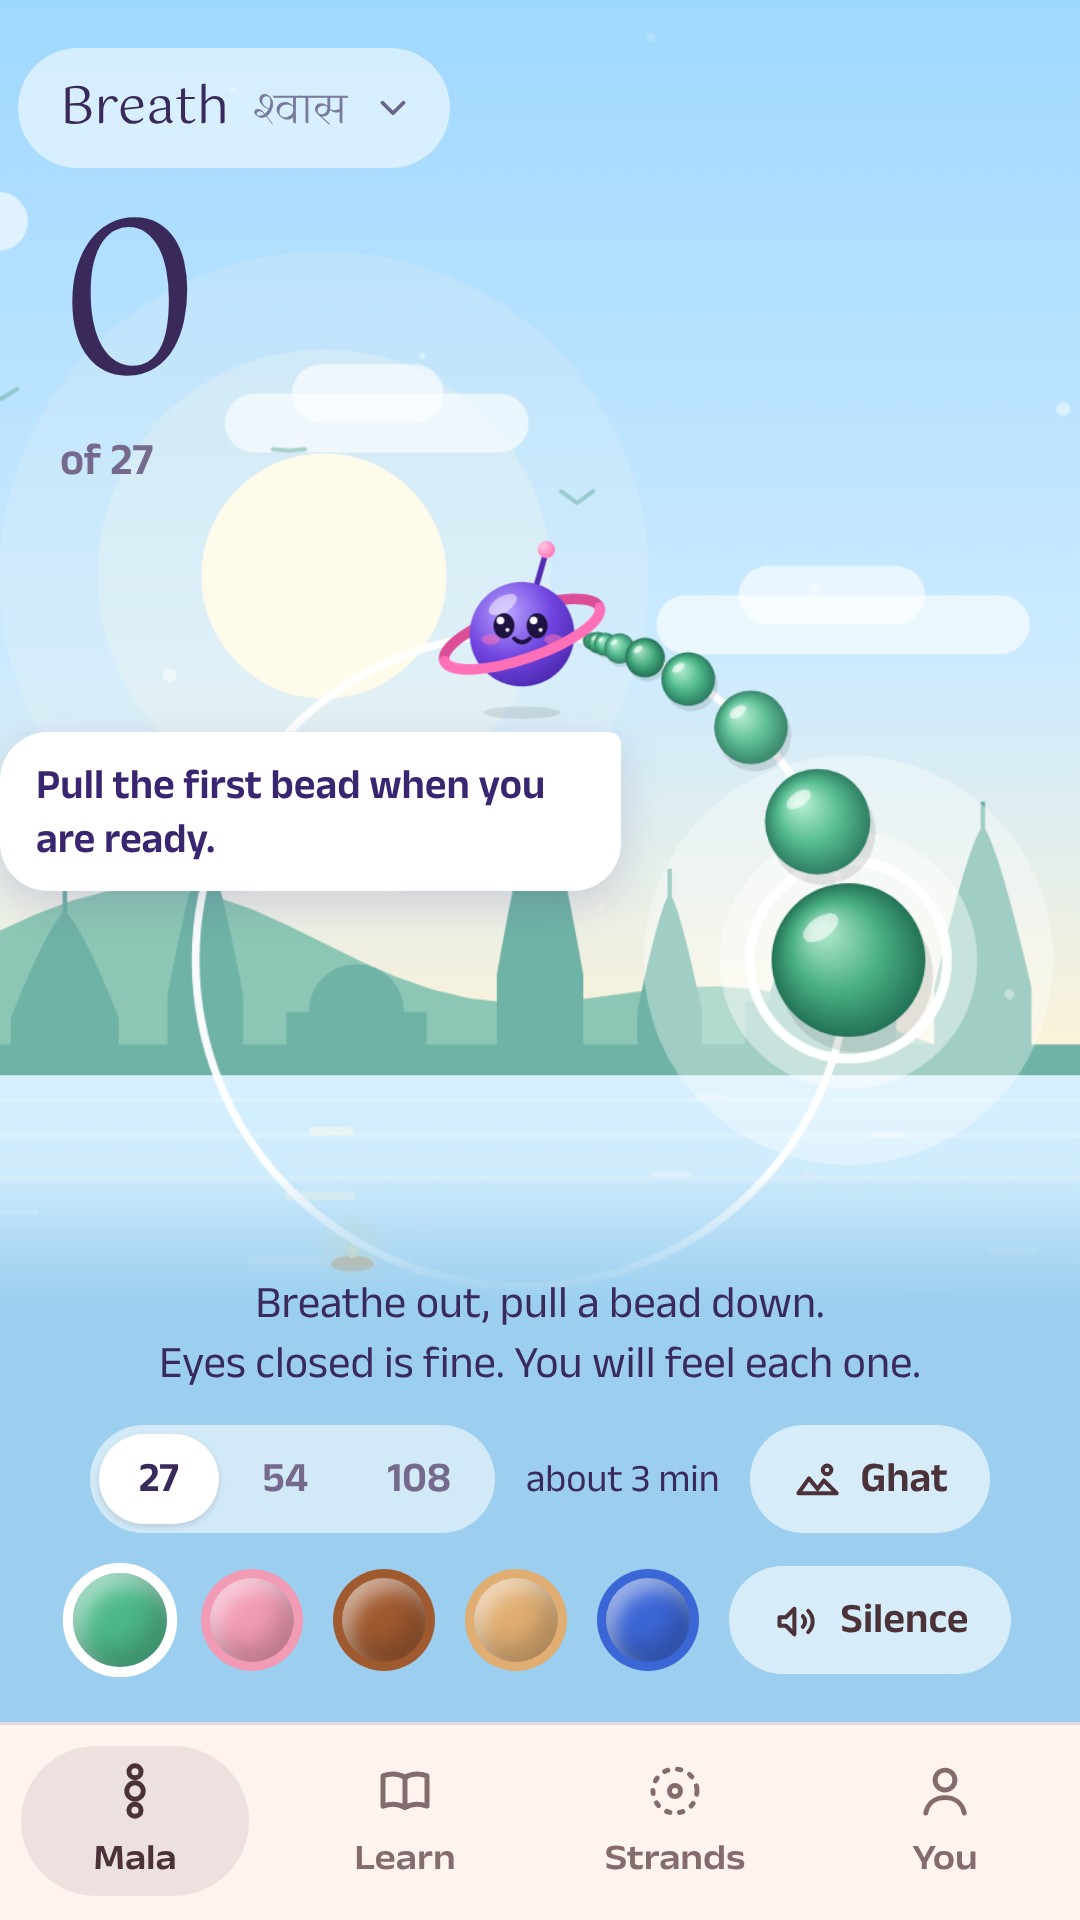 Breath श्वास
0
of 27
Pull the first bead when you
are ready.
Breathe out, pull a bead down.
Eyes closed is fine. You will feel each one.
27 54 108 about 3 min Ghat
Silence
Mala Learn Strands You